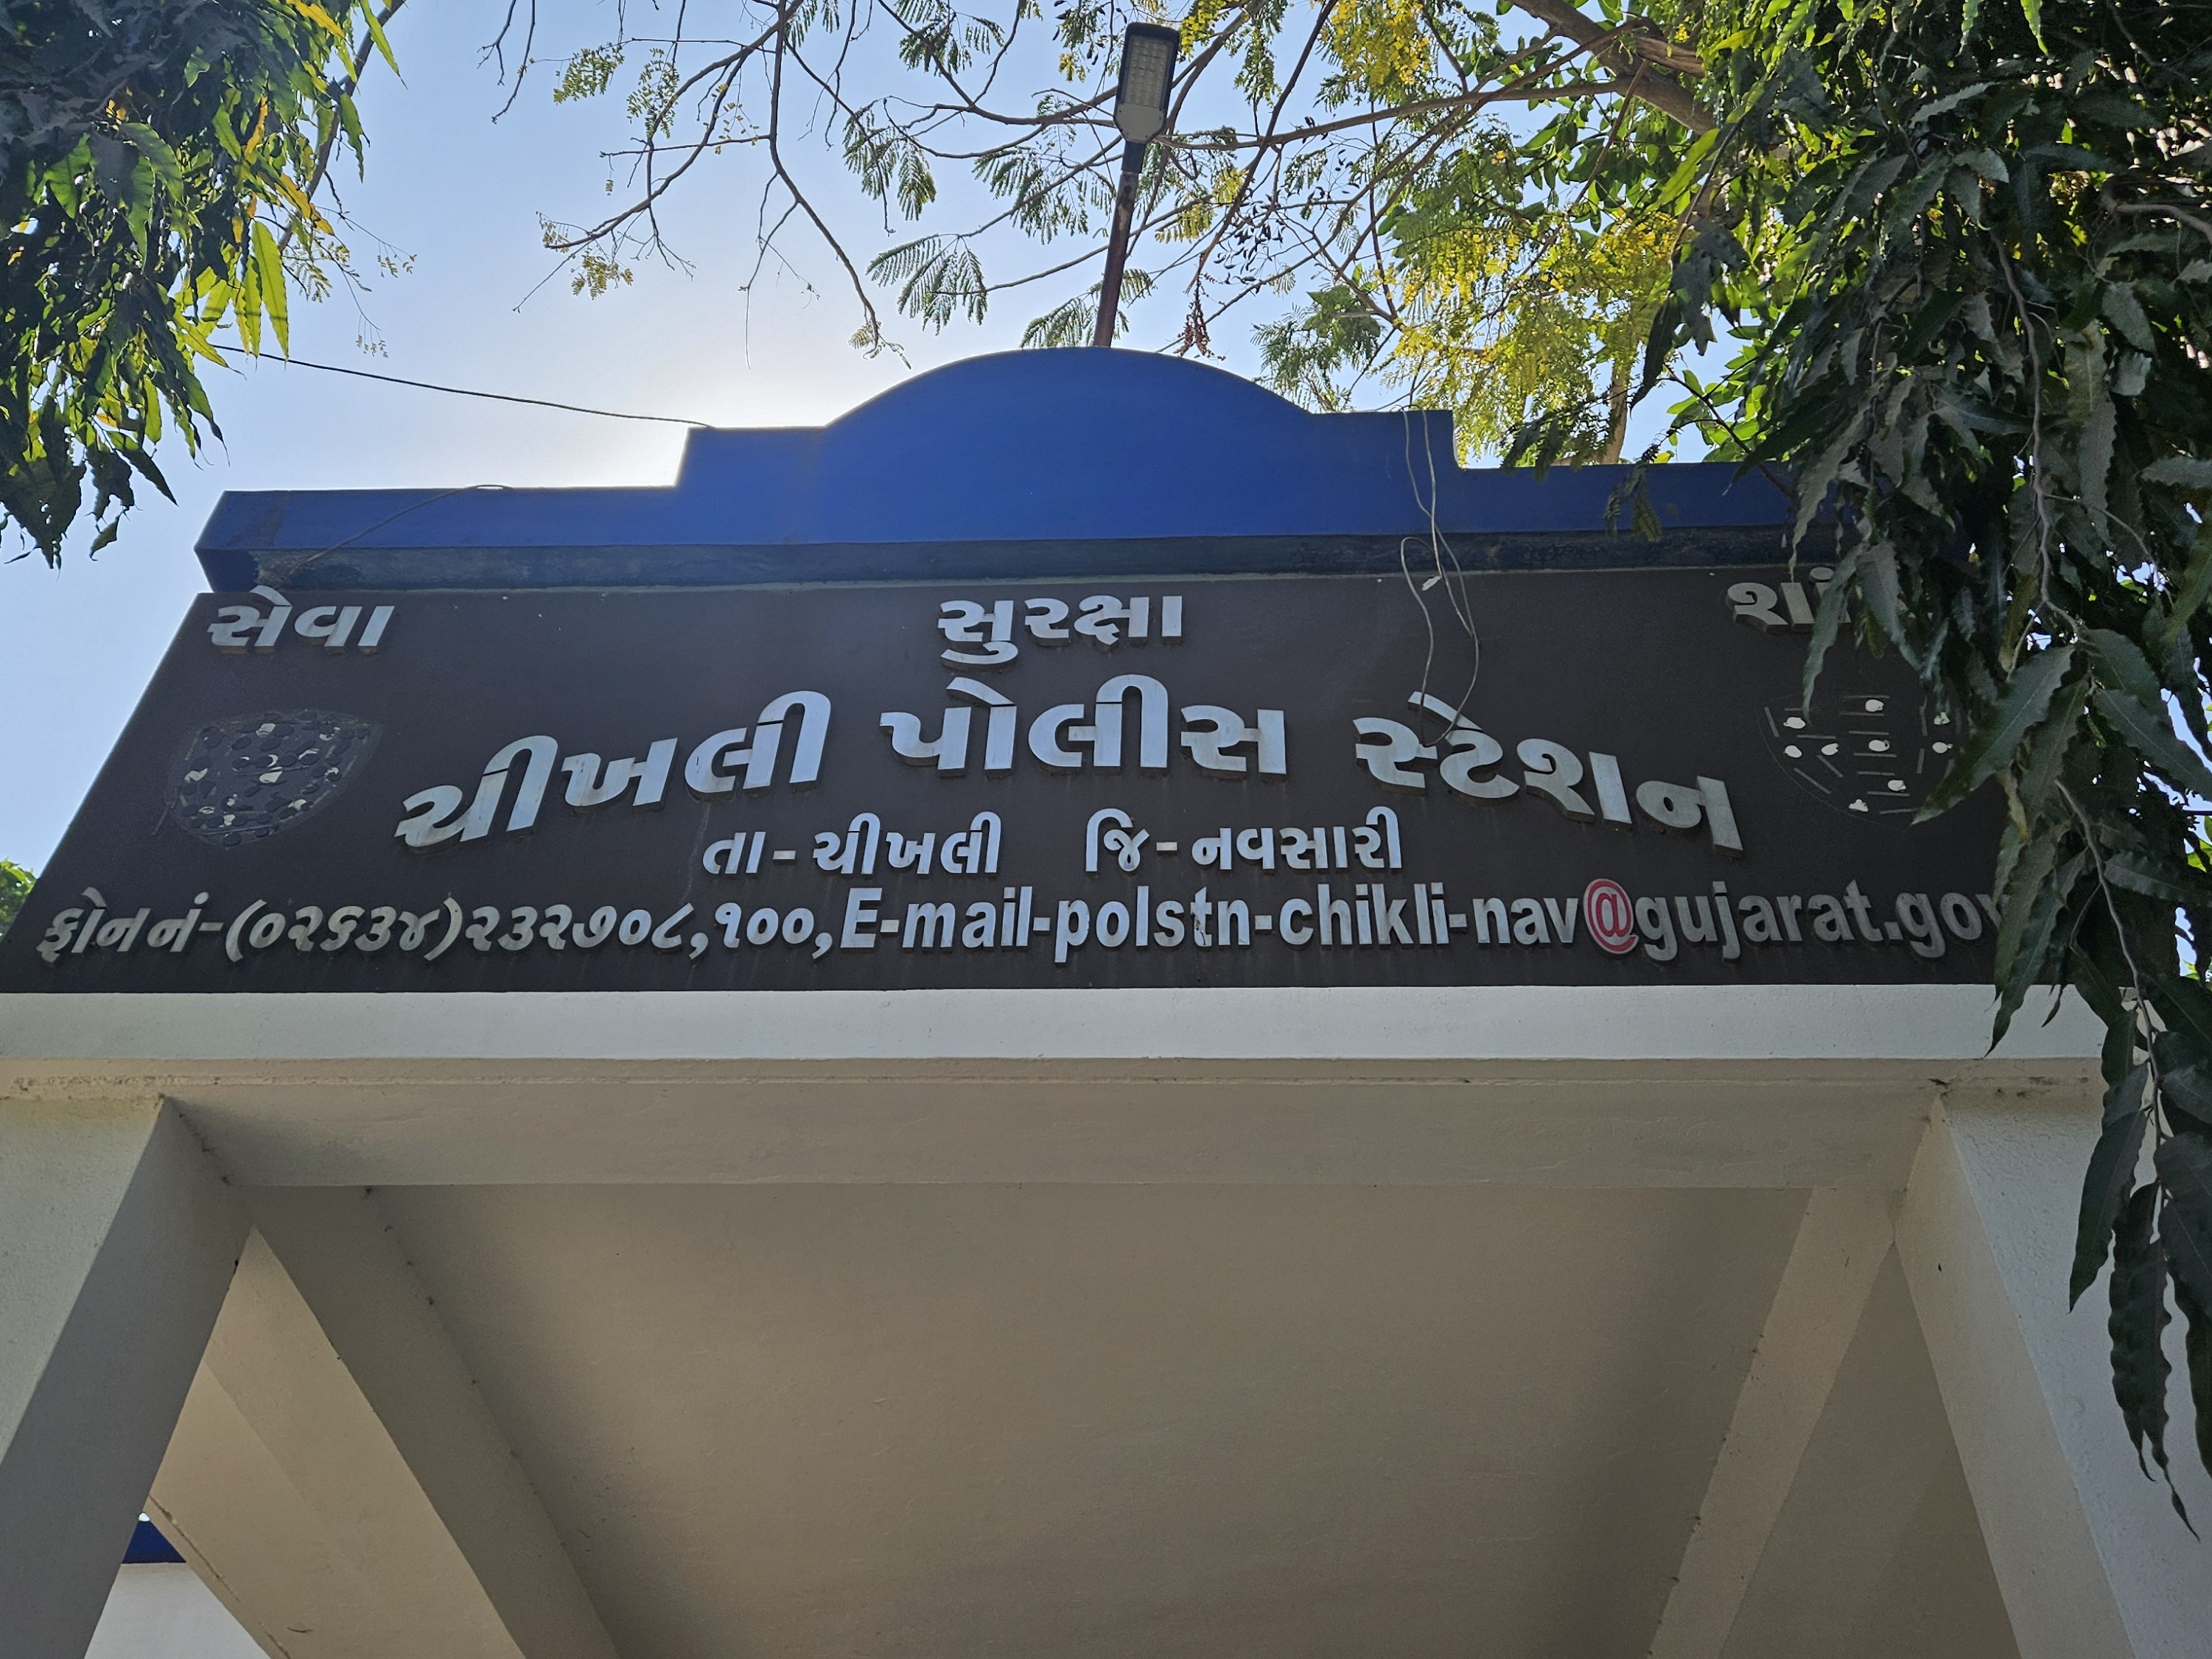 સેવા સુરક્ષા
ચીખલી પોલીસ સ્ટેશન
તા-ચીખલી જિ-નવસારી
ફોન નં-(૦૨૬૩૪)૨૩૨૭૦૮,૧૦૦,E-mail-polstn-chikli-nav@gujarat.gov